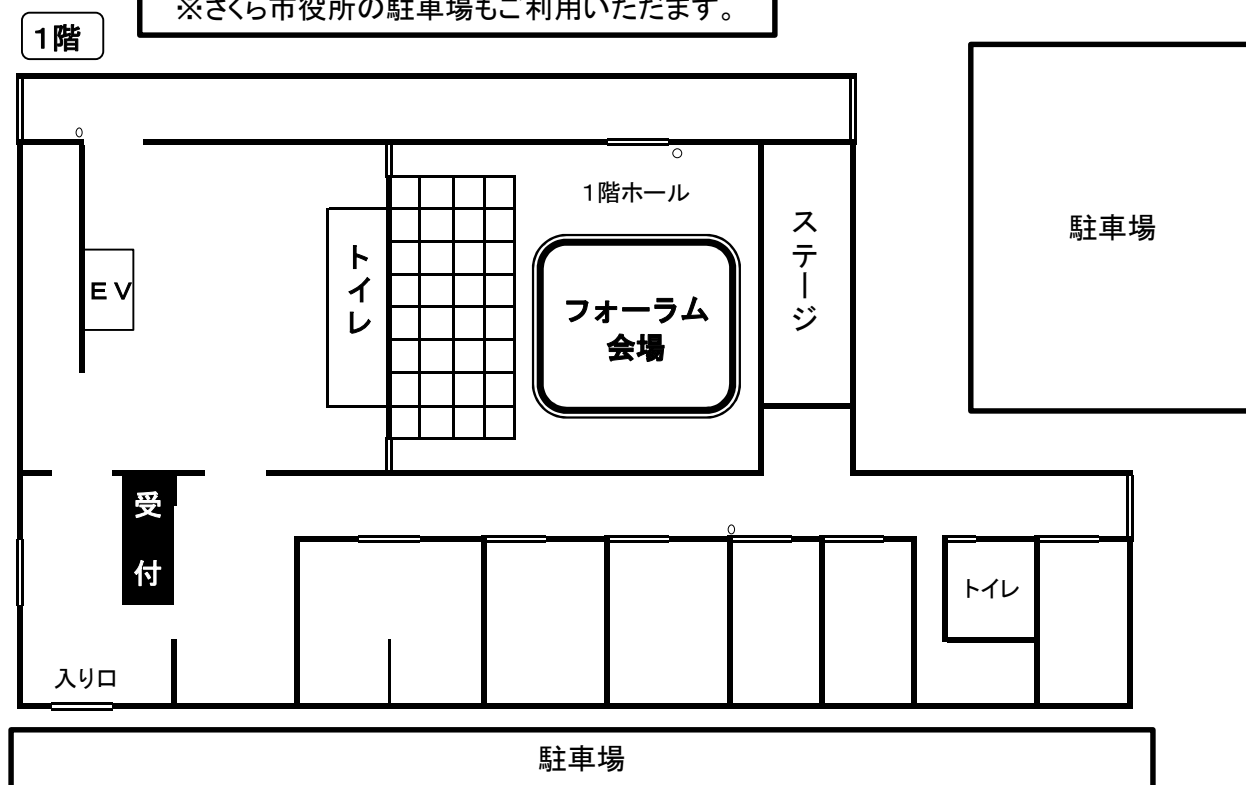 ※さくら市役所の駐車場もご利用いただます。
1階
1階ホール
ステージ
駐車場
トイレ
EV
フォーラム
会場
受付
トイレ
入り口
駐車場